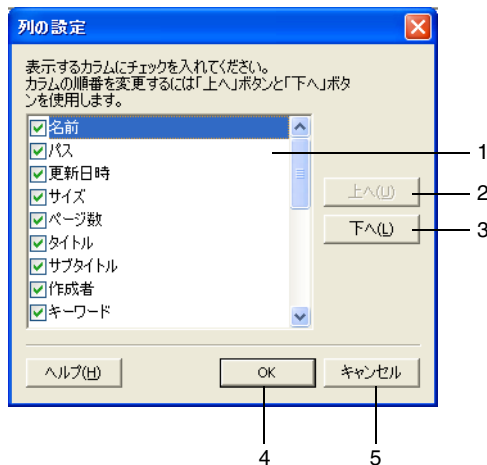 列の設定
表示するカラムにチェックを入れてください。
カラムの順番を変更するには「上へ」ボタンと「下へ」ボタ
ンを使用します。
名前
パス
更新日時
サイズ
ページ数
タイトル
サブタイトル
作成者
キーワード
1
上へ(U)
2
下へ(L)
3
ヘルプ(H)
OK
キャンセル
4
5